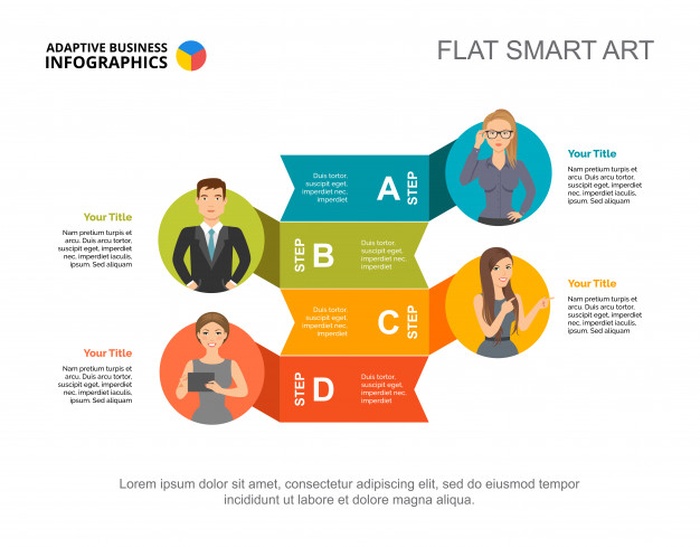 ADAPTIVE BUSINESS
INFOGRAPHICS
FLAT SMART ART
Duis tortor,
suscipit eget,
imperdiet nec,
imperdiet
A
STEP
Your Title
Nam pretium turpis et
arcu. Duis arcu tortor,
suscipit eget, imperdiet
nec, imperdiet iaculis,
ipsum. Sed aliquam
Your Title
Nam pretium turpis et
arcu. Duis arcu tortor,
suscipit eget, imperdiet
nec, imperdiet iaculis,
ipsum. Sed aliquam
STEP
B
Duis tortor,
suscipit eget,
imperdiet nec,
imperdiet
Duis tortor,
suscipit eget,
imperdiet nec,
imperdiet
C
STEP
Your Title
Nam pretium turpis et
arcu. Duis arcu tortor,
suscipit eget, imperdiet
nec, imperdiet iaculis,
ipsum. Sed aliquam
Your Title
Nam pretium turpis et
arcu. Duis arcu tortor,
suscipit eget, imperdiet
nec, imperdiet iaculis,
ipsum. Sed aliquam
STEP
D
Duis tortor,
suscipit eget,
imperdiet nec,
imperdiet
Lorem ipsum dolor sit amet, consectetur adipiscing elit, sed do eiusmod tempor
incididunt ut labore et dolore magna aliqua.